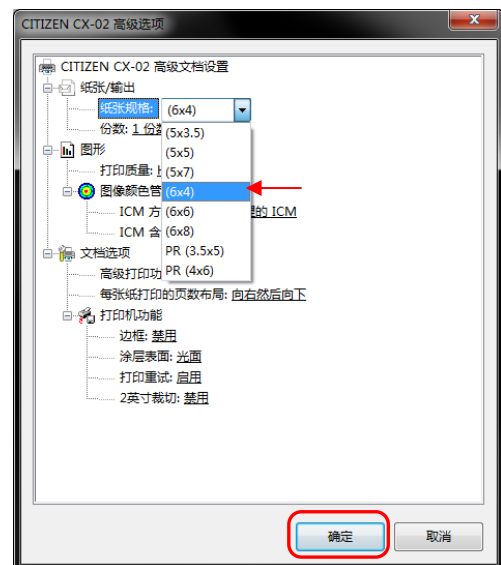 CITIZEN CX-02 高级选项
CITIZEN CX-02 高级文档设置
纸张/输出
纸张规格: (6x4)
份数: 1 份
(5x3.5)
(5x5)
(5x7)
(6x4)
(6x6)
(6x8)
PR (3.5x5)
PR (4x6)
图形
打印质量:
图像颜色管
ICM 方 理的 ICM
ICM 含
文档选项
高级打印功
每张纸打印的页数布局: 向右然后向下
打印机功能
边框: 禁用
涂层表面: 光面
打印重试: 启用
2英寸裁切: 禁用
确定 取消